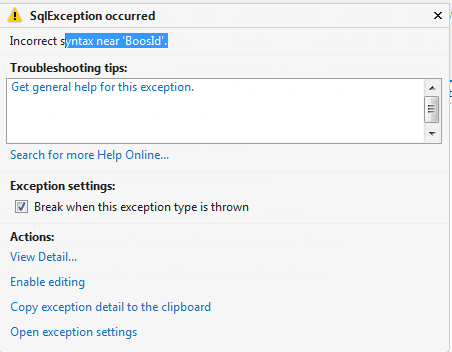 SqlException occurred
Incorrect syntax near 'BoosId'.
Troubleshooting tips:
Get general help for this exception.
Search for more Help Online...
Exception settings:
Break when this exception type is thrown
Actions:
View Detail...
Enable editing
Copy exception detail to the clipboard
Open exception settings